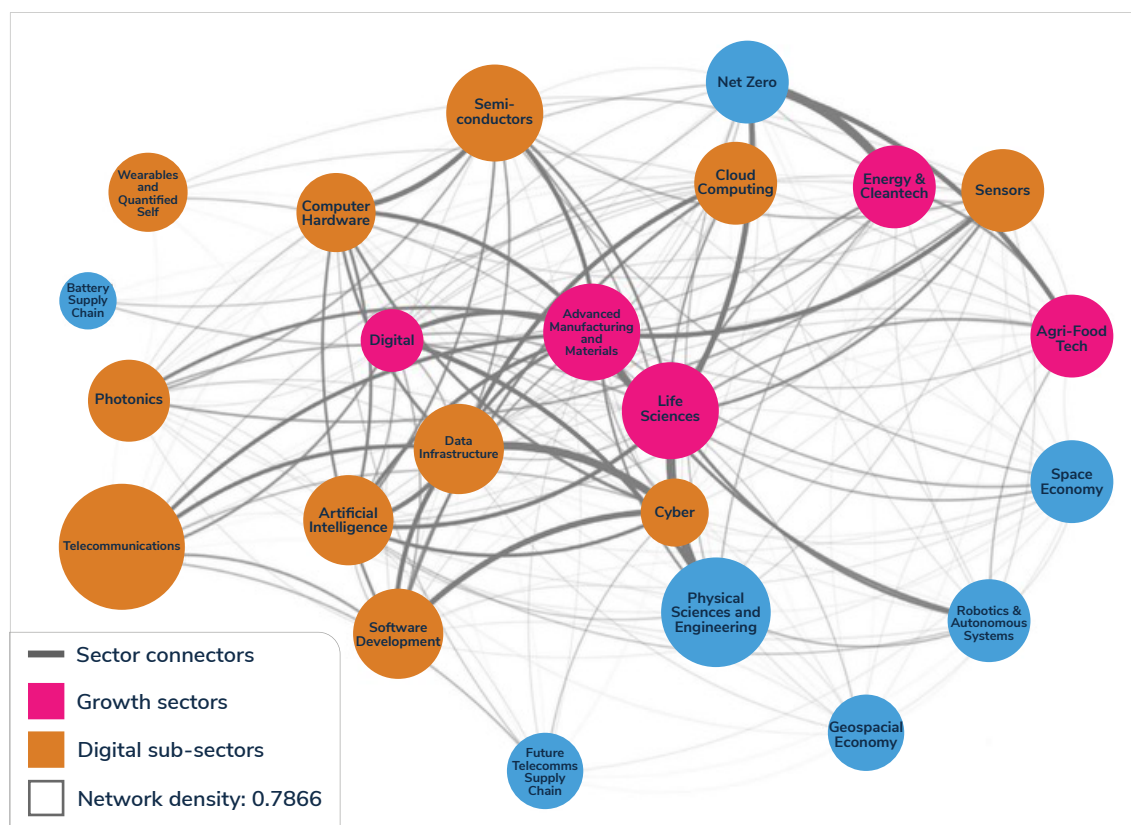 Net Zero
Semi-
conductors
Wearables
and
Quantified
Self
Computer
Hardware
Cloud
Computing
Energy &
Cleantech
Sensors
Battery
Supply
Chain
Digital
Advanced
Manufacturing
and
Materials
Agri-Food
Tech
Photonics
Life
Sciences
Data
Infrastructure
Space
Economy
Artificial
Intelligence
Cyber
Telecommunications
Physical
Sciences and
Engineering
Robotics &
Autonomous
Systems
Software
Development
Geospacial
Economy
Future
Telecomms
Supply
Chain
Sector connectors
Growth sectors
Digital sub-sectors
Network density: 0.7866